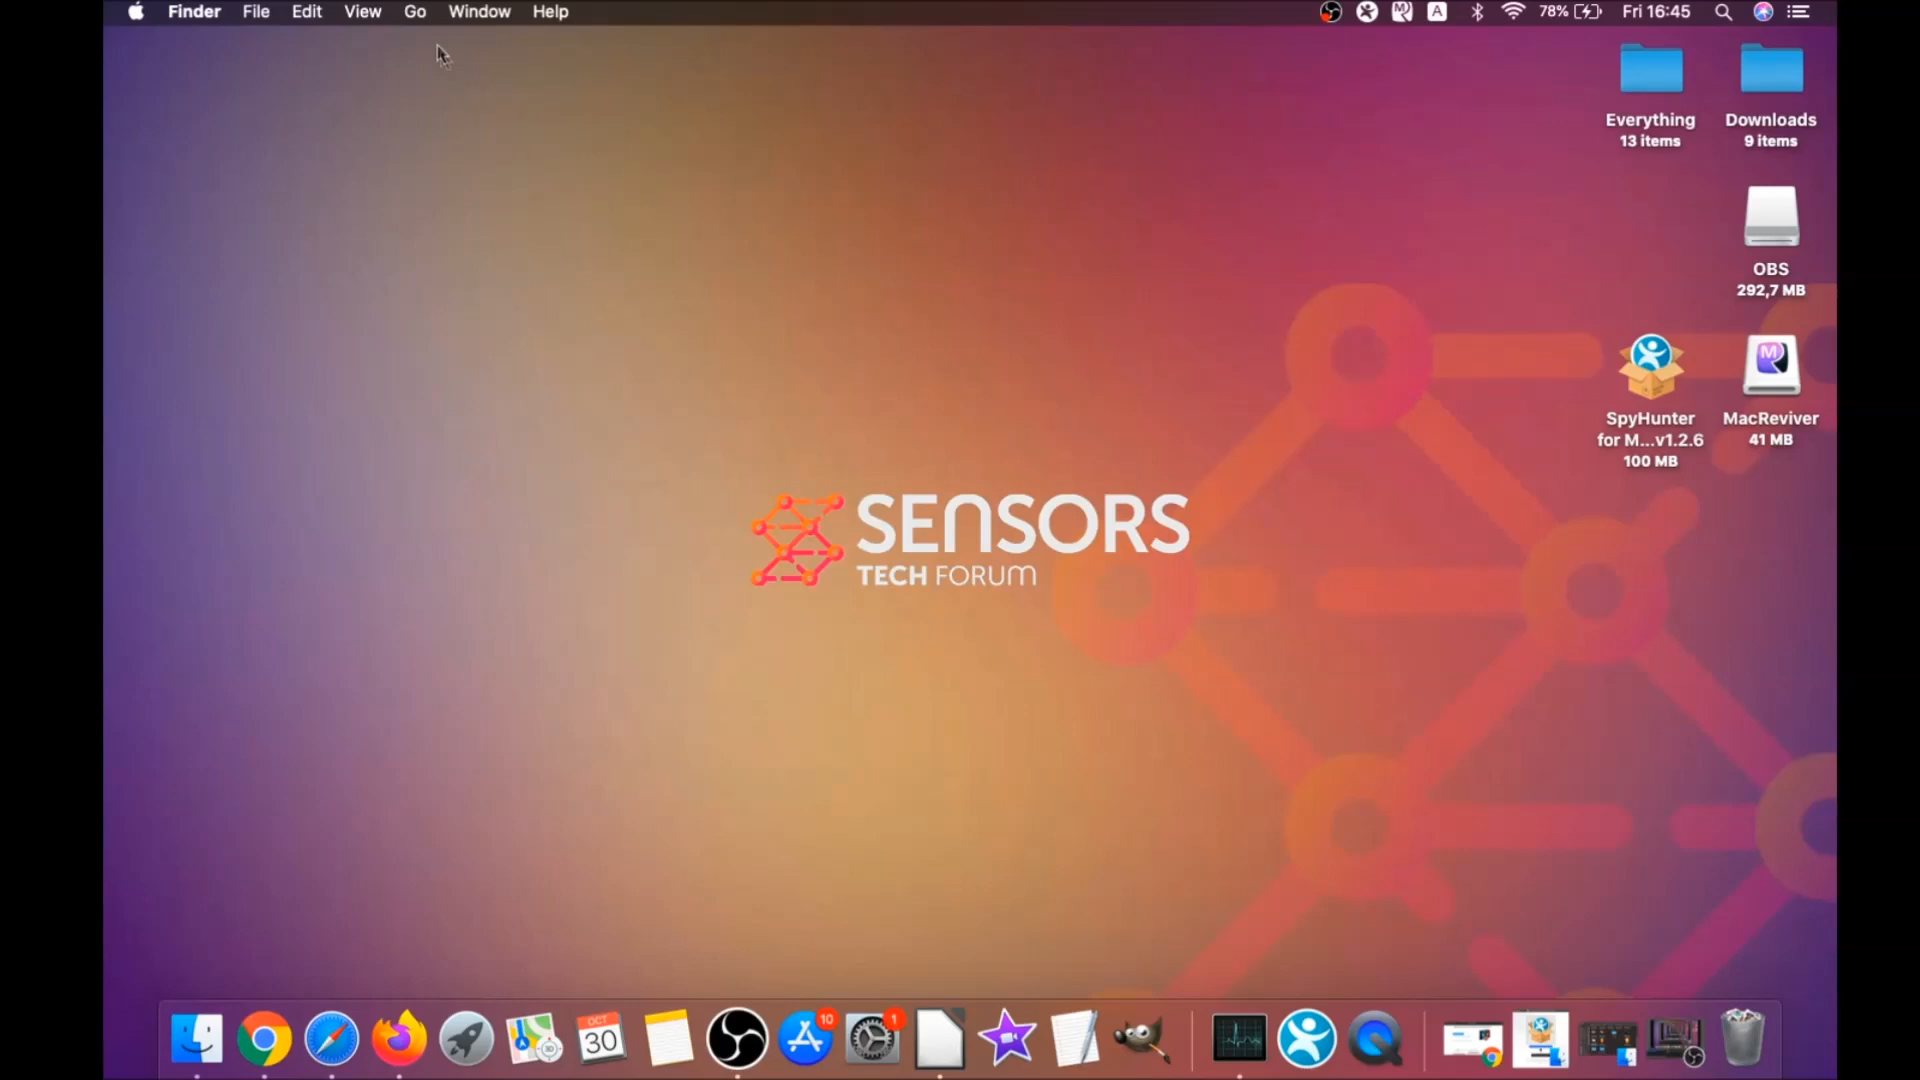 Finder File Edit View Go Window Help
A 78% Fri 16:45
Everything
13 items
Downloads
9 items
OBS
292,7 MB
SpyHunter
for M...v1.2.6
100 MB
MacReviver
41 MB
SENSORS
TECH FORUM
OCT
30
10
1